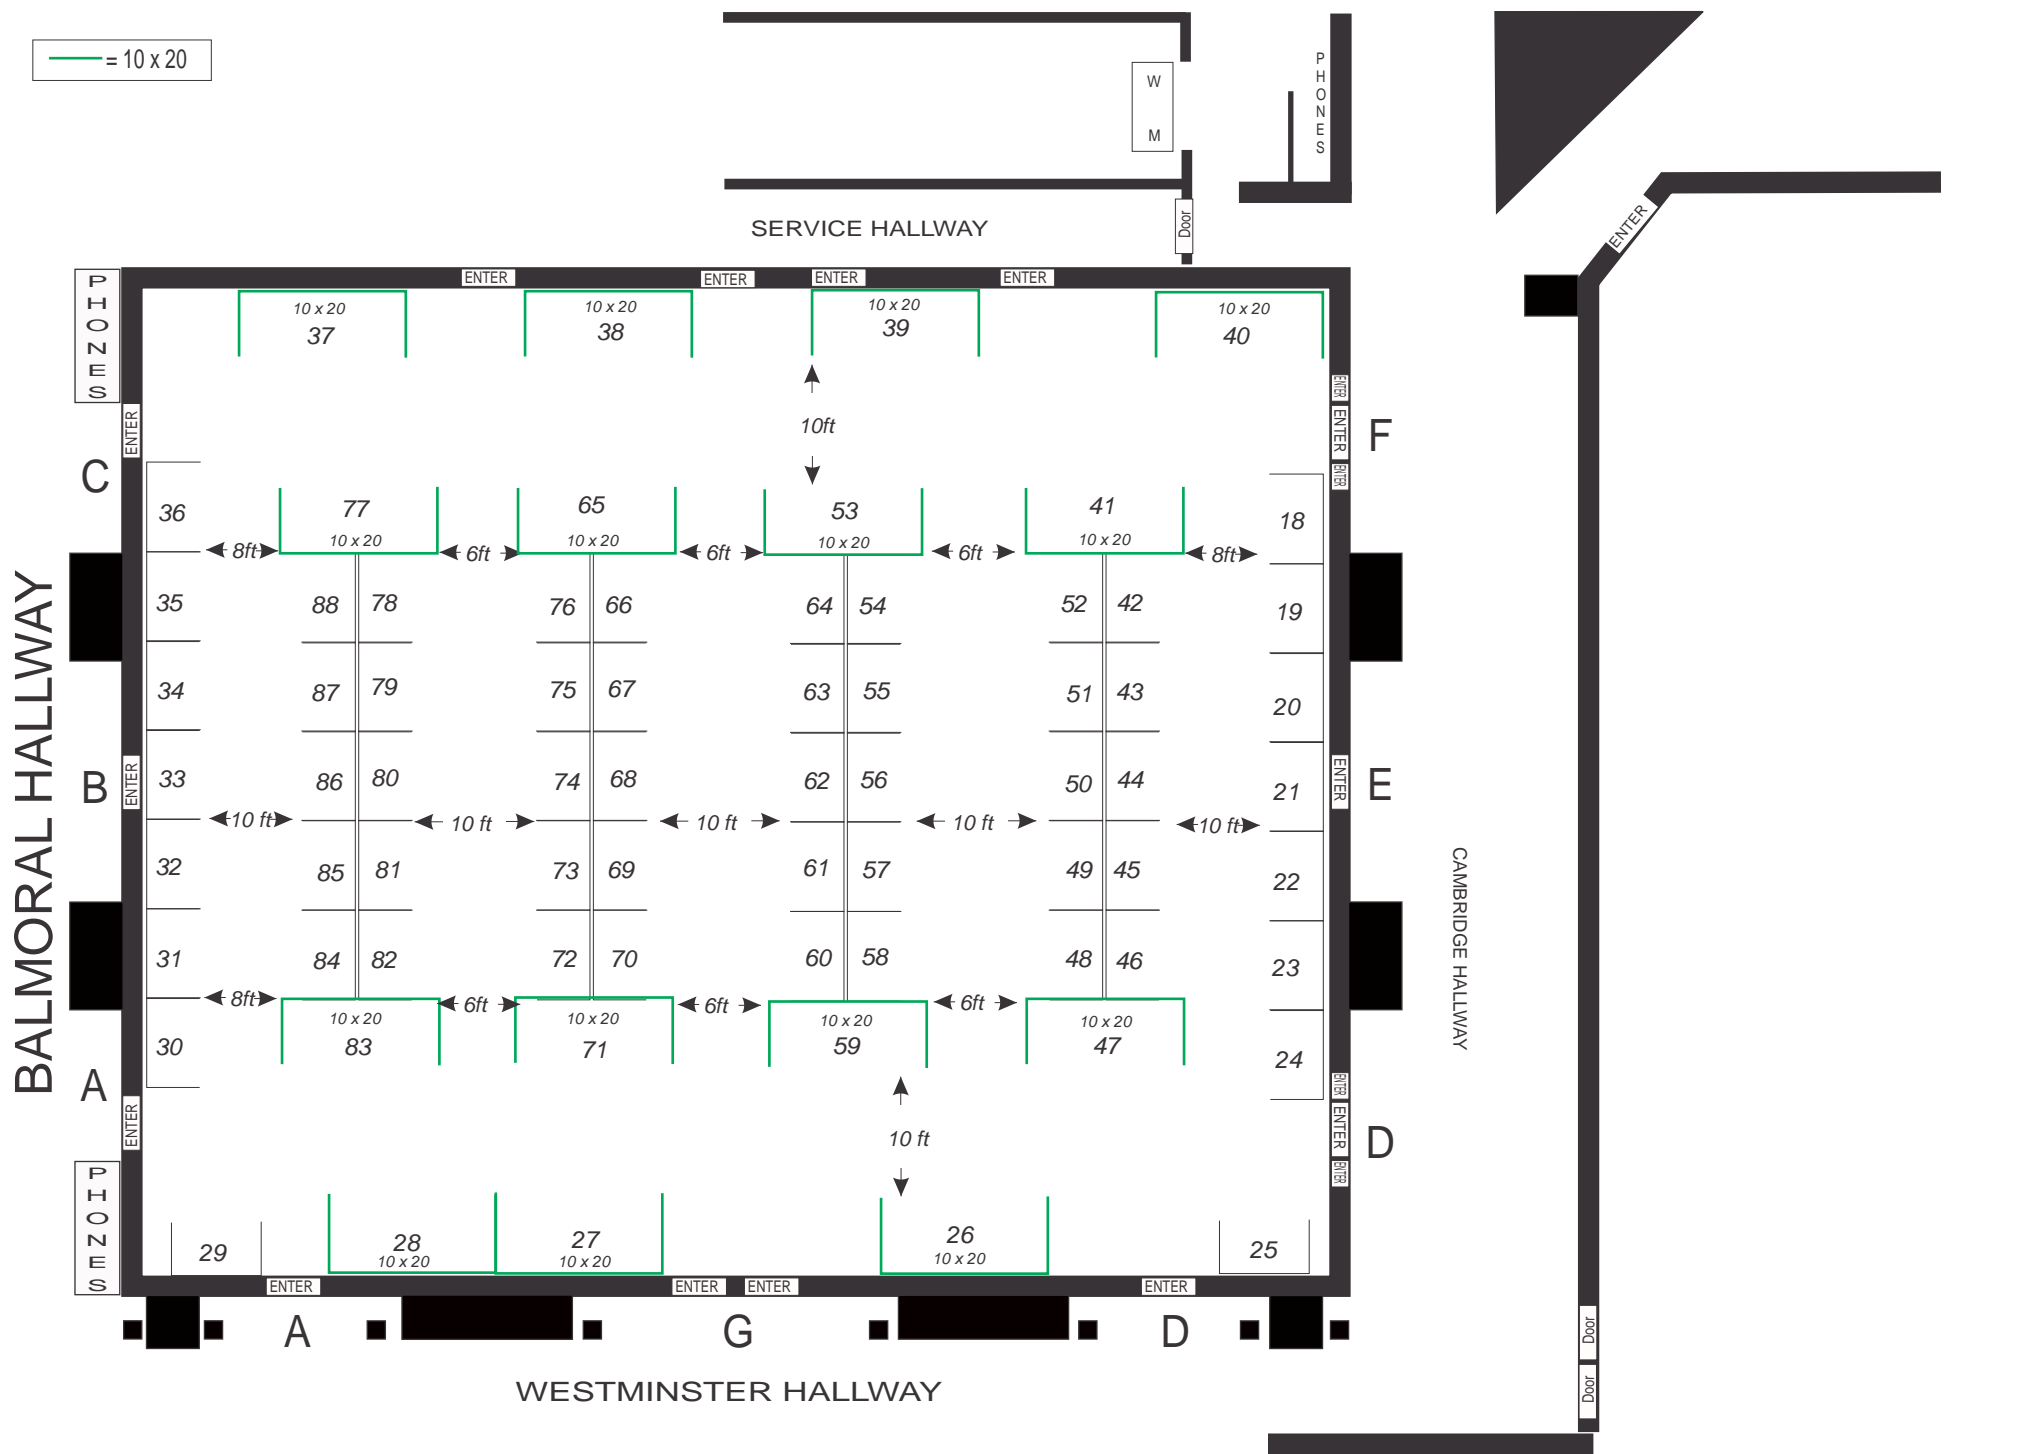 = 10 x 20
W
M
PHONES
SERVICE HALLWAY
Door
ENTER
PHONES
ENTER
ENTER
ENTER
ENTER
10 x 20
37
10 x 20
38
10 x 20
39
10 x 20
40
ENTER
ENTER
ENTER
ENTER
C
F
10ft
36
77
10 x 20
65
10 x 20
53
10 x 20
41
10 x 20
18
8ft
6ft
6ft
6ft
8ft
35
88
78
76
66
64
54
52
42
19
34
87
79
75
67
63
55
51
43
20
BALMORAL HALLWAY
B
ENTER
33
86
80
74
68
62
56
50
44
21
ENTER
E
10 ft
10 ft
10 ft
10 ft
10 ft
32
85
81
73
69
61
57
49
45
22
CAMBRIDGE HALLWAY
31
84
82
72
70
60
58
48
46
23
8ft
6ft
6ft
6ft
30
10 x 20
83
10 x 20
71
10 x 20
59
10 x 20
47
24
A
ENTER
ENTER
ENTER
ENTER
D
10 ft
PHONES
29
28
10 x 20
27
10 x 20
26
10 x 20
25
ENTER
ENTER
ENTER
ENTER
A
G
D
Door
Door
WESTMINSTER HALLWAY